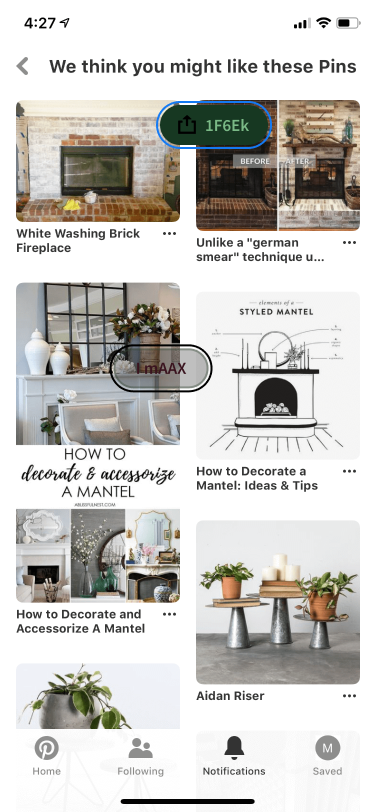 4:27
We think you might like these Pins
1F6Ek
BEFORE
AFTER
White Washing Brick
Fireplace
Unlike a "german
smear" technique u...
elements of a
STYLED MANTEL
I mAAX
HOW TO
decorate & accessorize
A MANTEL
ABLISSFULNEST.COM
How to Decorate a
Mantel: Ideas & Tips
How to Decorate and
Accessorize A Mantel
Aidan Riser
Home
Following
Notifications
M
Saved